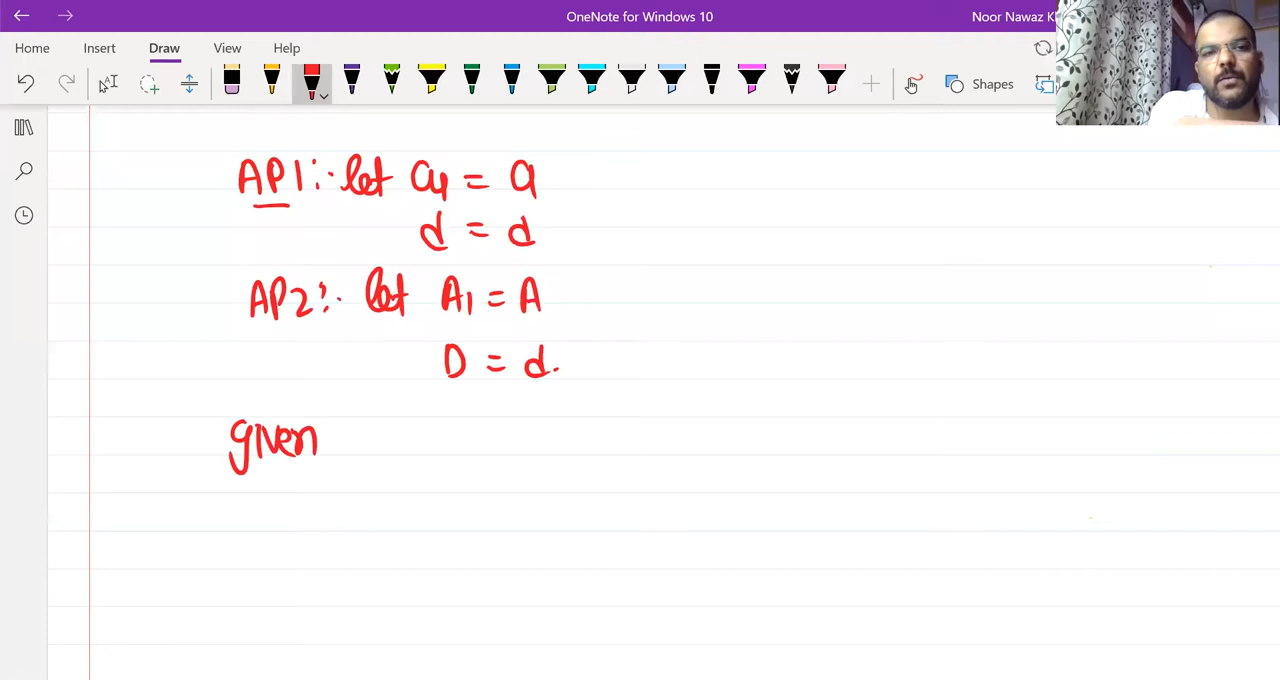 OneNote for Windows 10
Noor Nawaz K
Home Insert Draw View Help
Shapes
AP1:- let a1 = a
d = d
AP2:- let A1 = A
D = d.
given